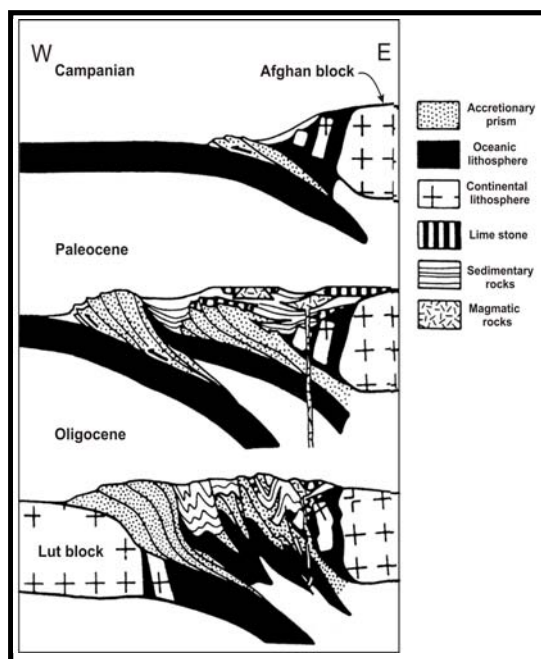 W
E
Campanian
Afghan block
Paleocene
Oligocene
Lut block
Accretionary
prism
Oceanic
lithosphere
Continental
lithosphere
Lime stone
Sedimentary
rocks
Magmatic
rocks